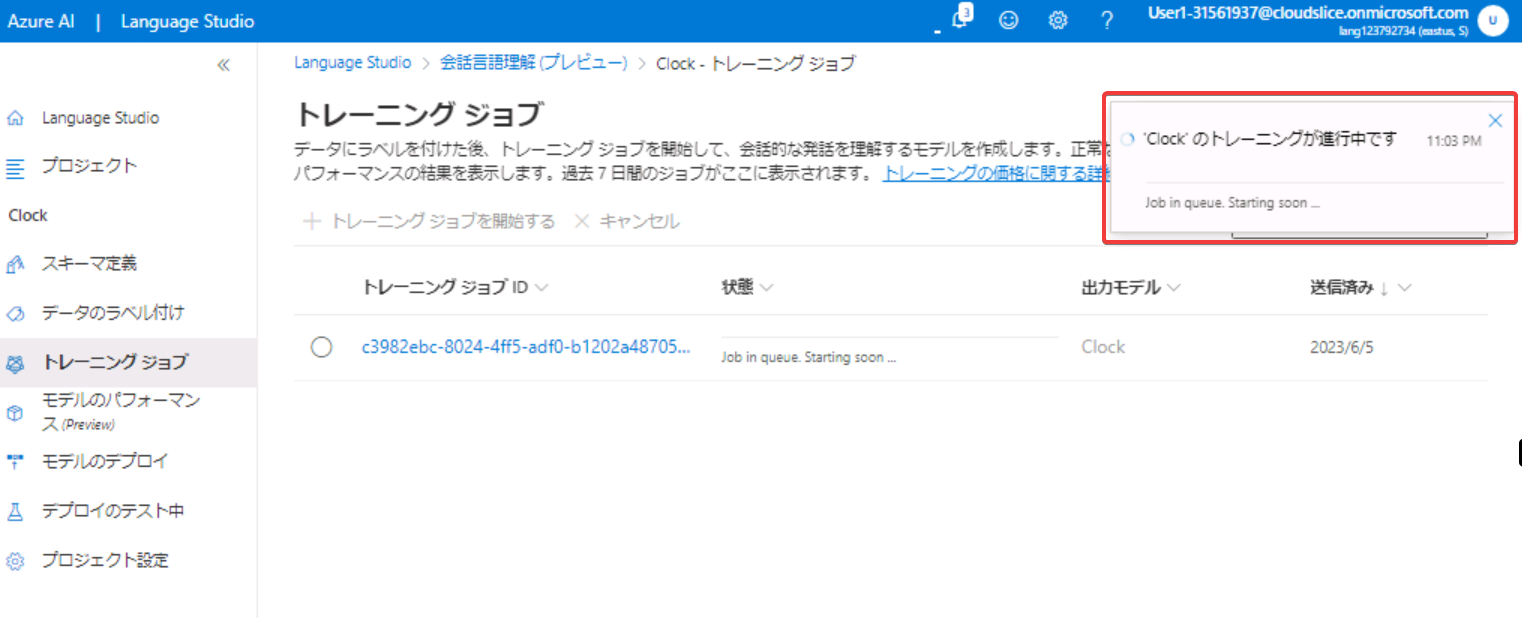 Azure AI | Language Studio
3
User1-31561937@cloudslice.onmicrosoft.com
lang123792734 (eastus, S)
U
Language Studio
プロジェクト
Clock
スキーマ定義
データのラベル付け
トレーニング ジョブ
モデルのパフォーマン
ス (Preview)
モデルのデプロイ
デプロイのテスト中
プロジェクト設定
Language Studio > 会話言語理解 (プレビュー) > Clock - トレーニング ジョブ
トレーニング ジョブ
データにラベルを付けた後、トレーニング ジョブを開始して、会話的な発話を理解するモデルを作成します。正常
パフォーマンスの結果を表示します。過去 7 日間のジョブがここに表示されます。 トレーニングの価格に関する詳
+ トレーニング ジョブを開始する × キャンセル
トレーニング ジョブ ID 状態 出力モデル 送信済み ↓
c3982ebc-8024-4ff5-adf0-b1202a48705... Job in queue. Starting soon ... Clock 2023/6/5
'Clock' のトレーニングが進行中です 11:03 PM
Job in queue. Starting soon ...